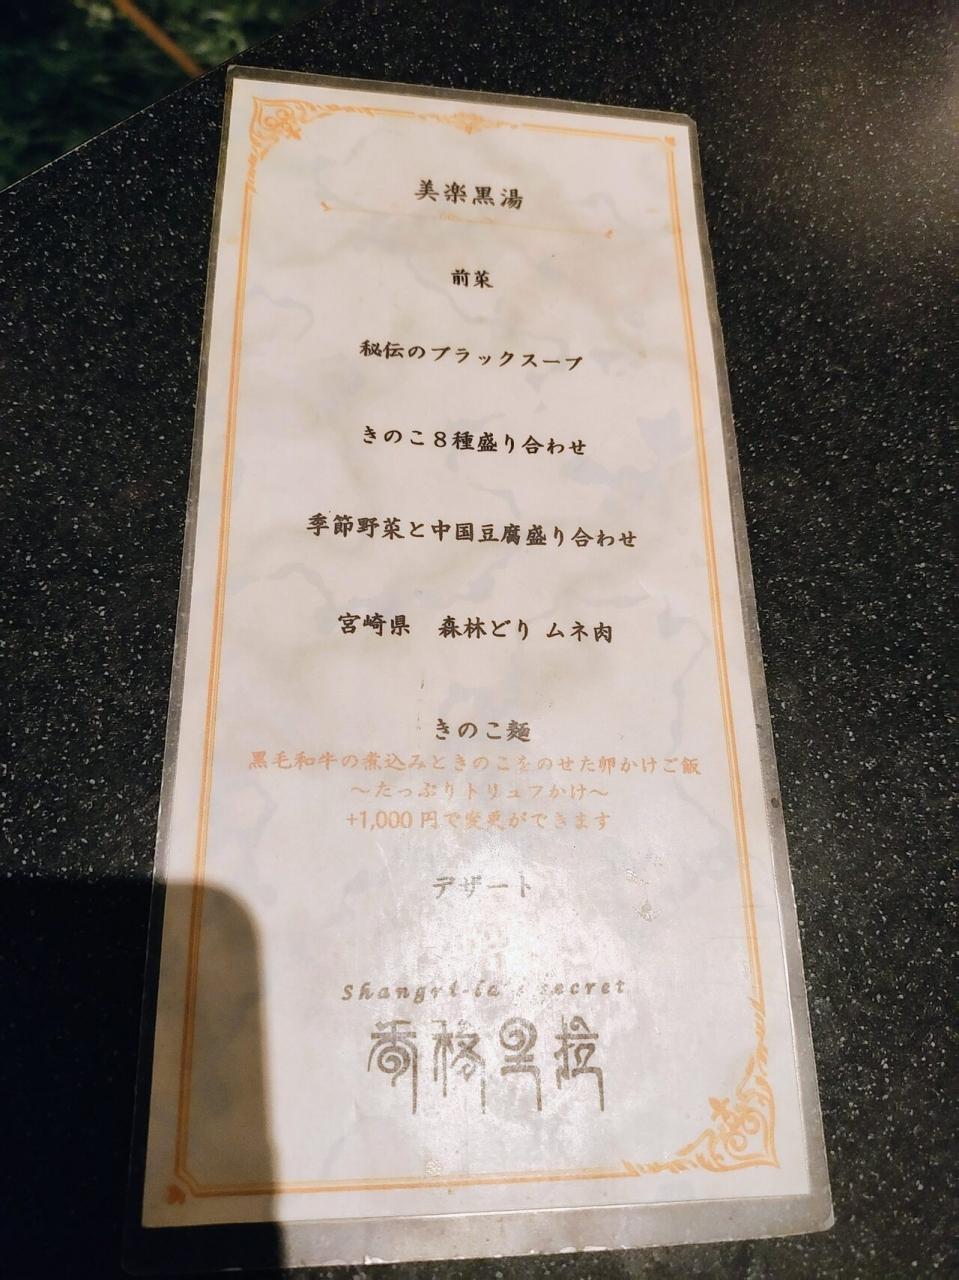 美楽黒湯
前菜
秘伝のブラックスープ
きのこ8種盛り合わせ
季節野菜と中国豆腐盛り合わせ
宮崎県　森林どり ムネ肉
きのこ麺
黒毛和牛の煮込みときのこをのせた卵かけご飯
～たっぷりトリュフかけ～
+1,000 円で変更ができます
デザート
Shangri-la's secret
香格里拉